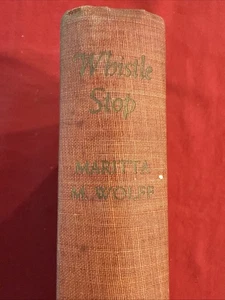 Whistle
Stop
MARITTA
M. WOLFF